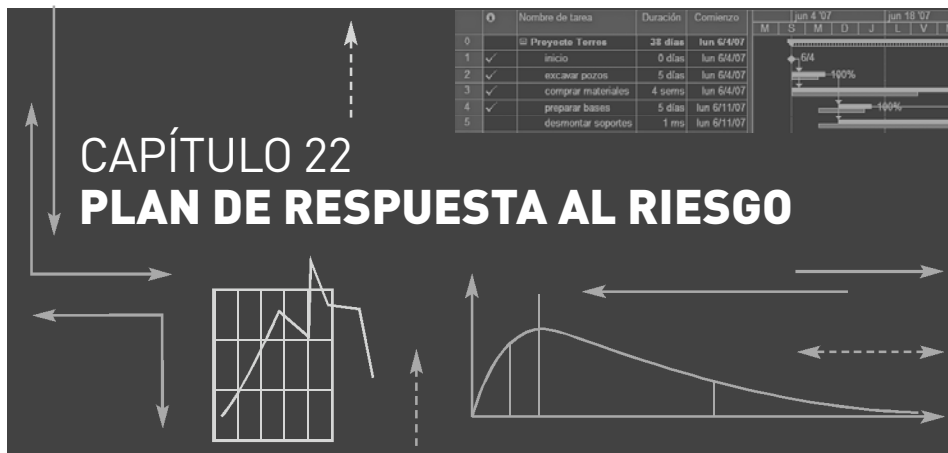 Nombre de tarea Duración Comienzo jun 4 '07 jun 18 '07
M S M D J L V
0 Proyecto Terros 38 días lun 6/4/07
1 inicio 0 días lun 6/4/07 6/4
2 excavar pozos 5 días lun 6/4/07 100%
3 comprar materiales 4 sems lun 6/4/07
4 preparar bases 5 días lun 6/11/07 100%
5 desmontar soportes 1 ms lun 6/11/07
CAPÍTULO 22
PLAN DE RESPUESTA AL RIESGO